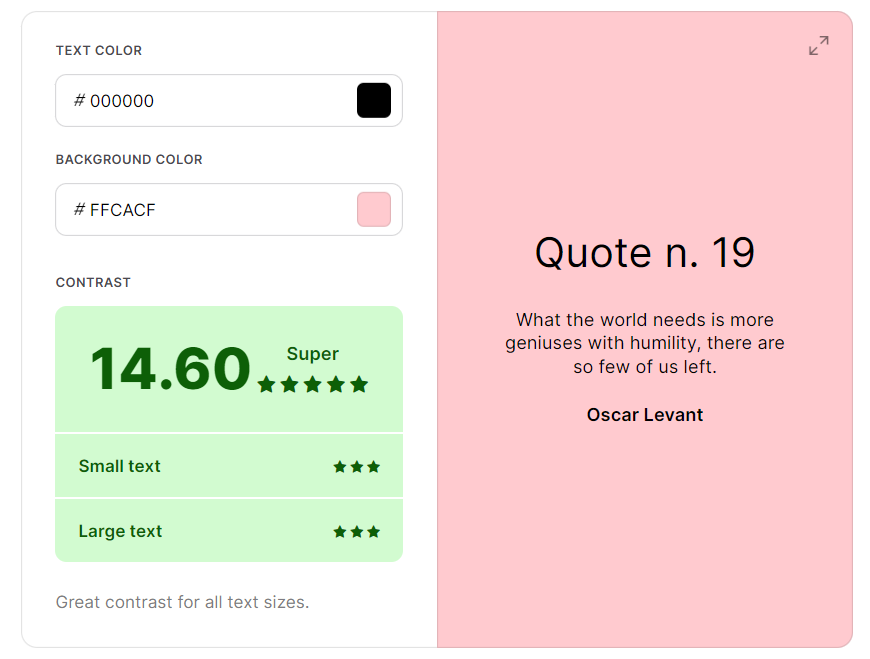 TEXT COLOR
# 000000
BACKGROUND COLOR
# FFCACF
CONTRAST
14.60
Super
Small text
Large text
Great contrast for all text sizes.
Quote n. 19
What the world needs is more
geniuses with humility, there are
so few of us left.
Oscar Levant